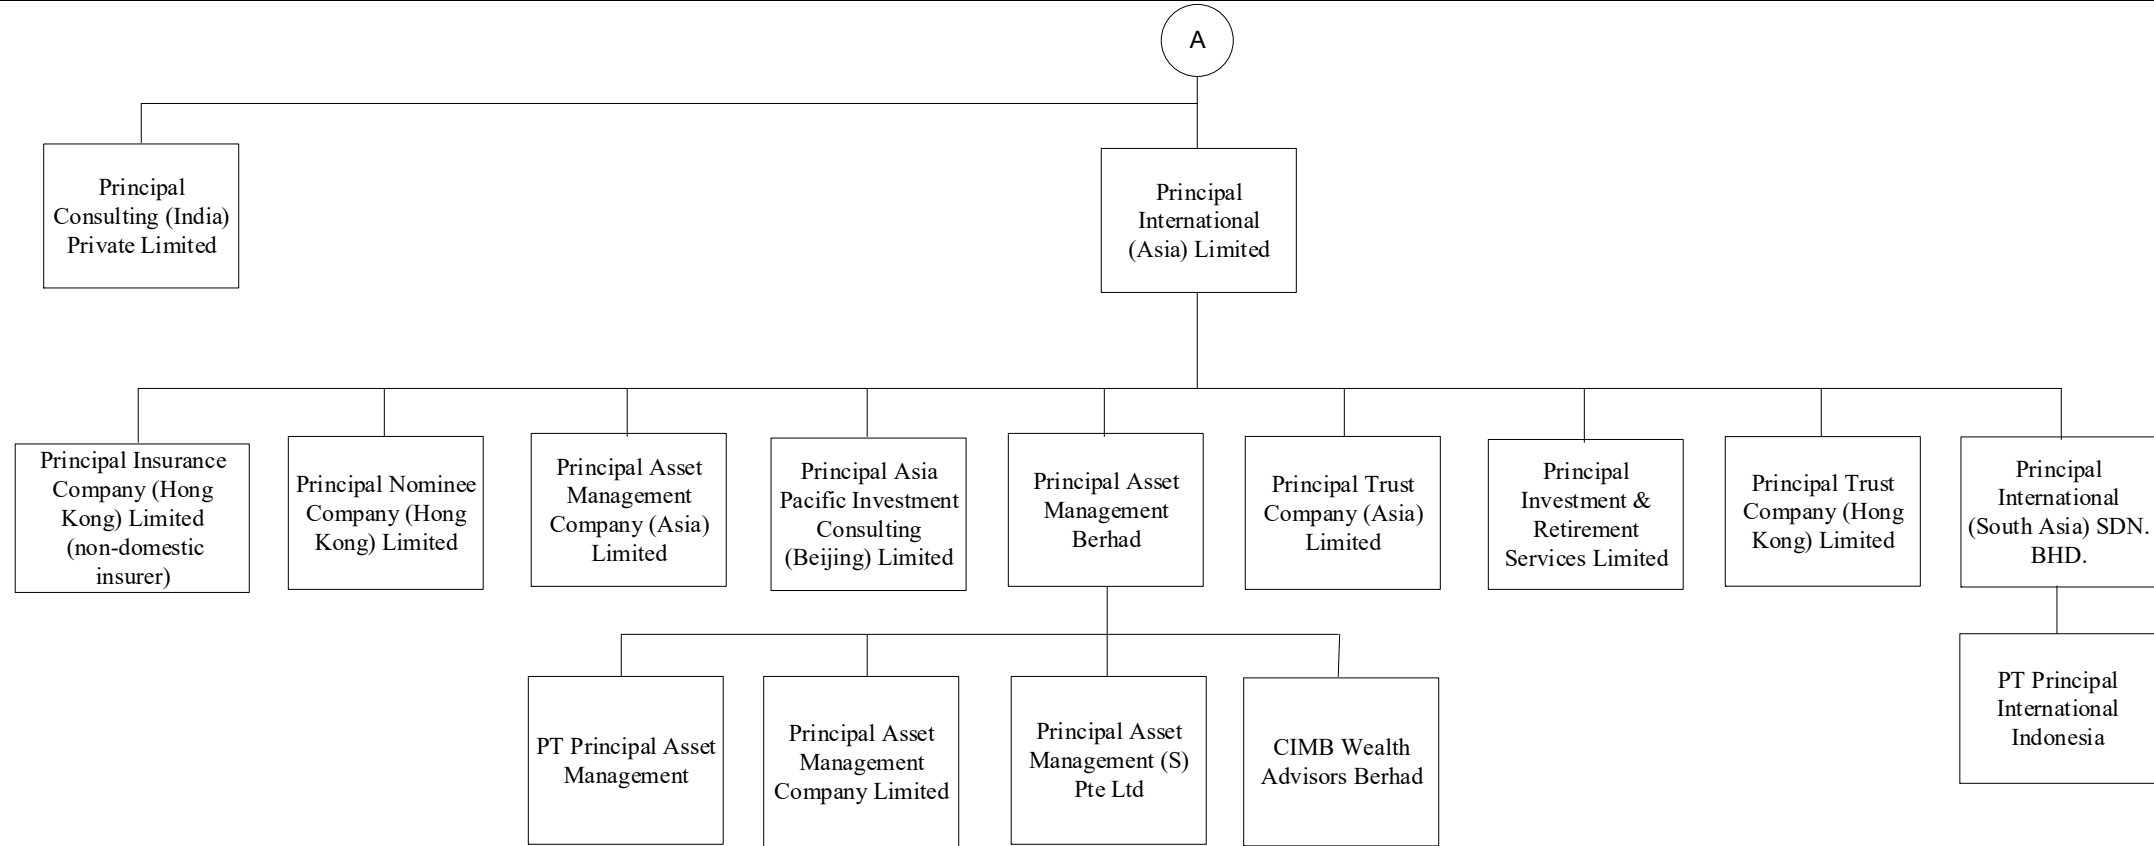 A
Principal
Consulting (India)
Private Limited
Principal
International
(Asia) Limited
Principal Insurance
Company (Hong
Kong) Limited
(non-domestic
insurer)
Principal Nominee
Company (Hong
Kong) Limited
Principal Asset
Management
Company (Asia)
Limited
Principal Asia
Pacific Investment
Consulting
(Beijing) Limited
Principal Asset
Management
Berhad
Principal Trust
Company (Asia)
Limited
Principal
Investment &
Retirement
Services Limited
Principal Trust
Company (Hong
Kong) Limited
Principal
International
(South Asia) SDN.
BHD.
PT Principal Asset
Management
Principal Asset
Management
Company Limited
Principal Asset
Management (S)
Pte Ltd
CIMB Wealth
Advisors Berhad
PT Principal
International
Indonesia